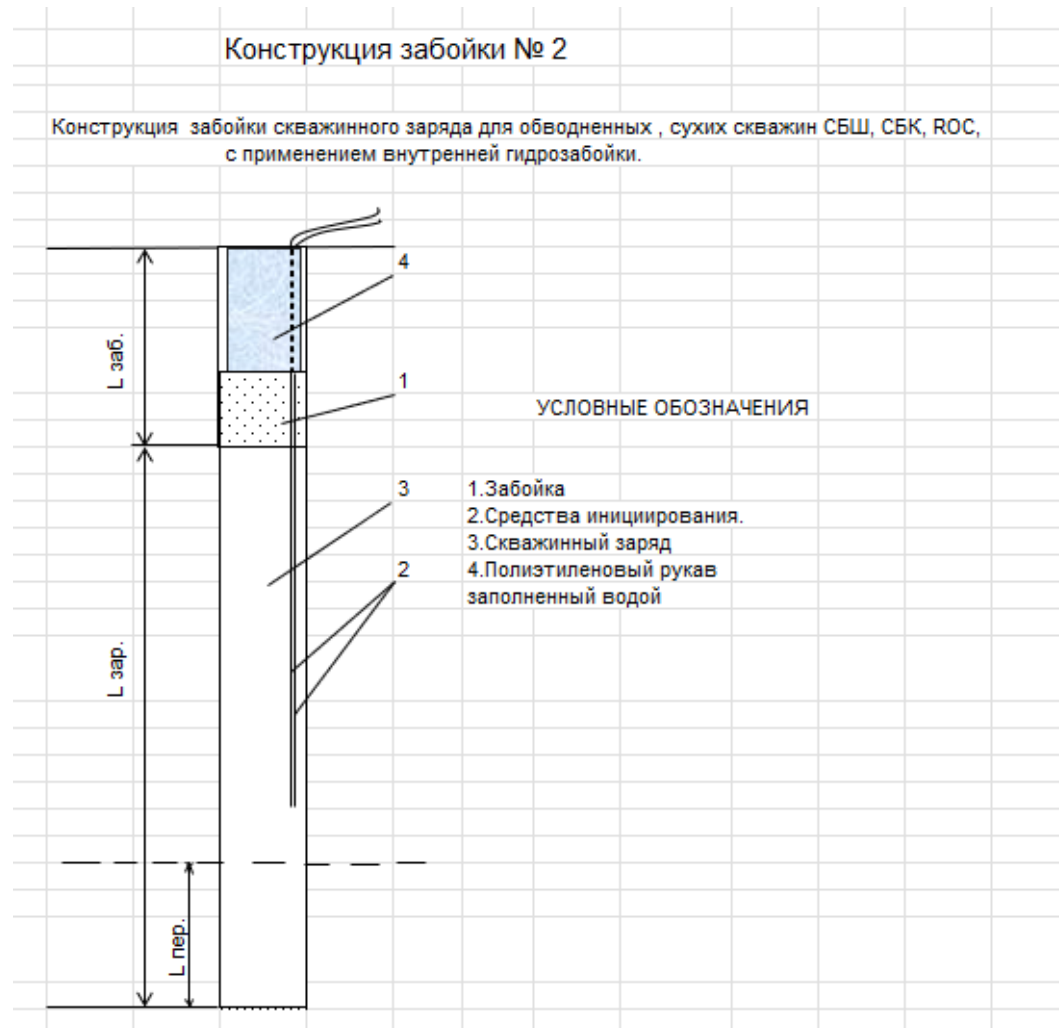 Конструкция забойки № 2
Конструкция забойки скважинного заряда для обводненных , сухих скважин СБШ, СБК, ROC,
с применением внутренней гидрозабойки.
4
L заб.
1
УСЛОВНЫЕ ОБОЗНАЧЕНИЯ
3
1.Забойка
2.Средства инициирования.
3.Скважинный заряд
2
4.Полиэтиленовый рукав
заполненный водой
L зар.
L пер.